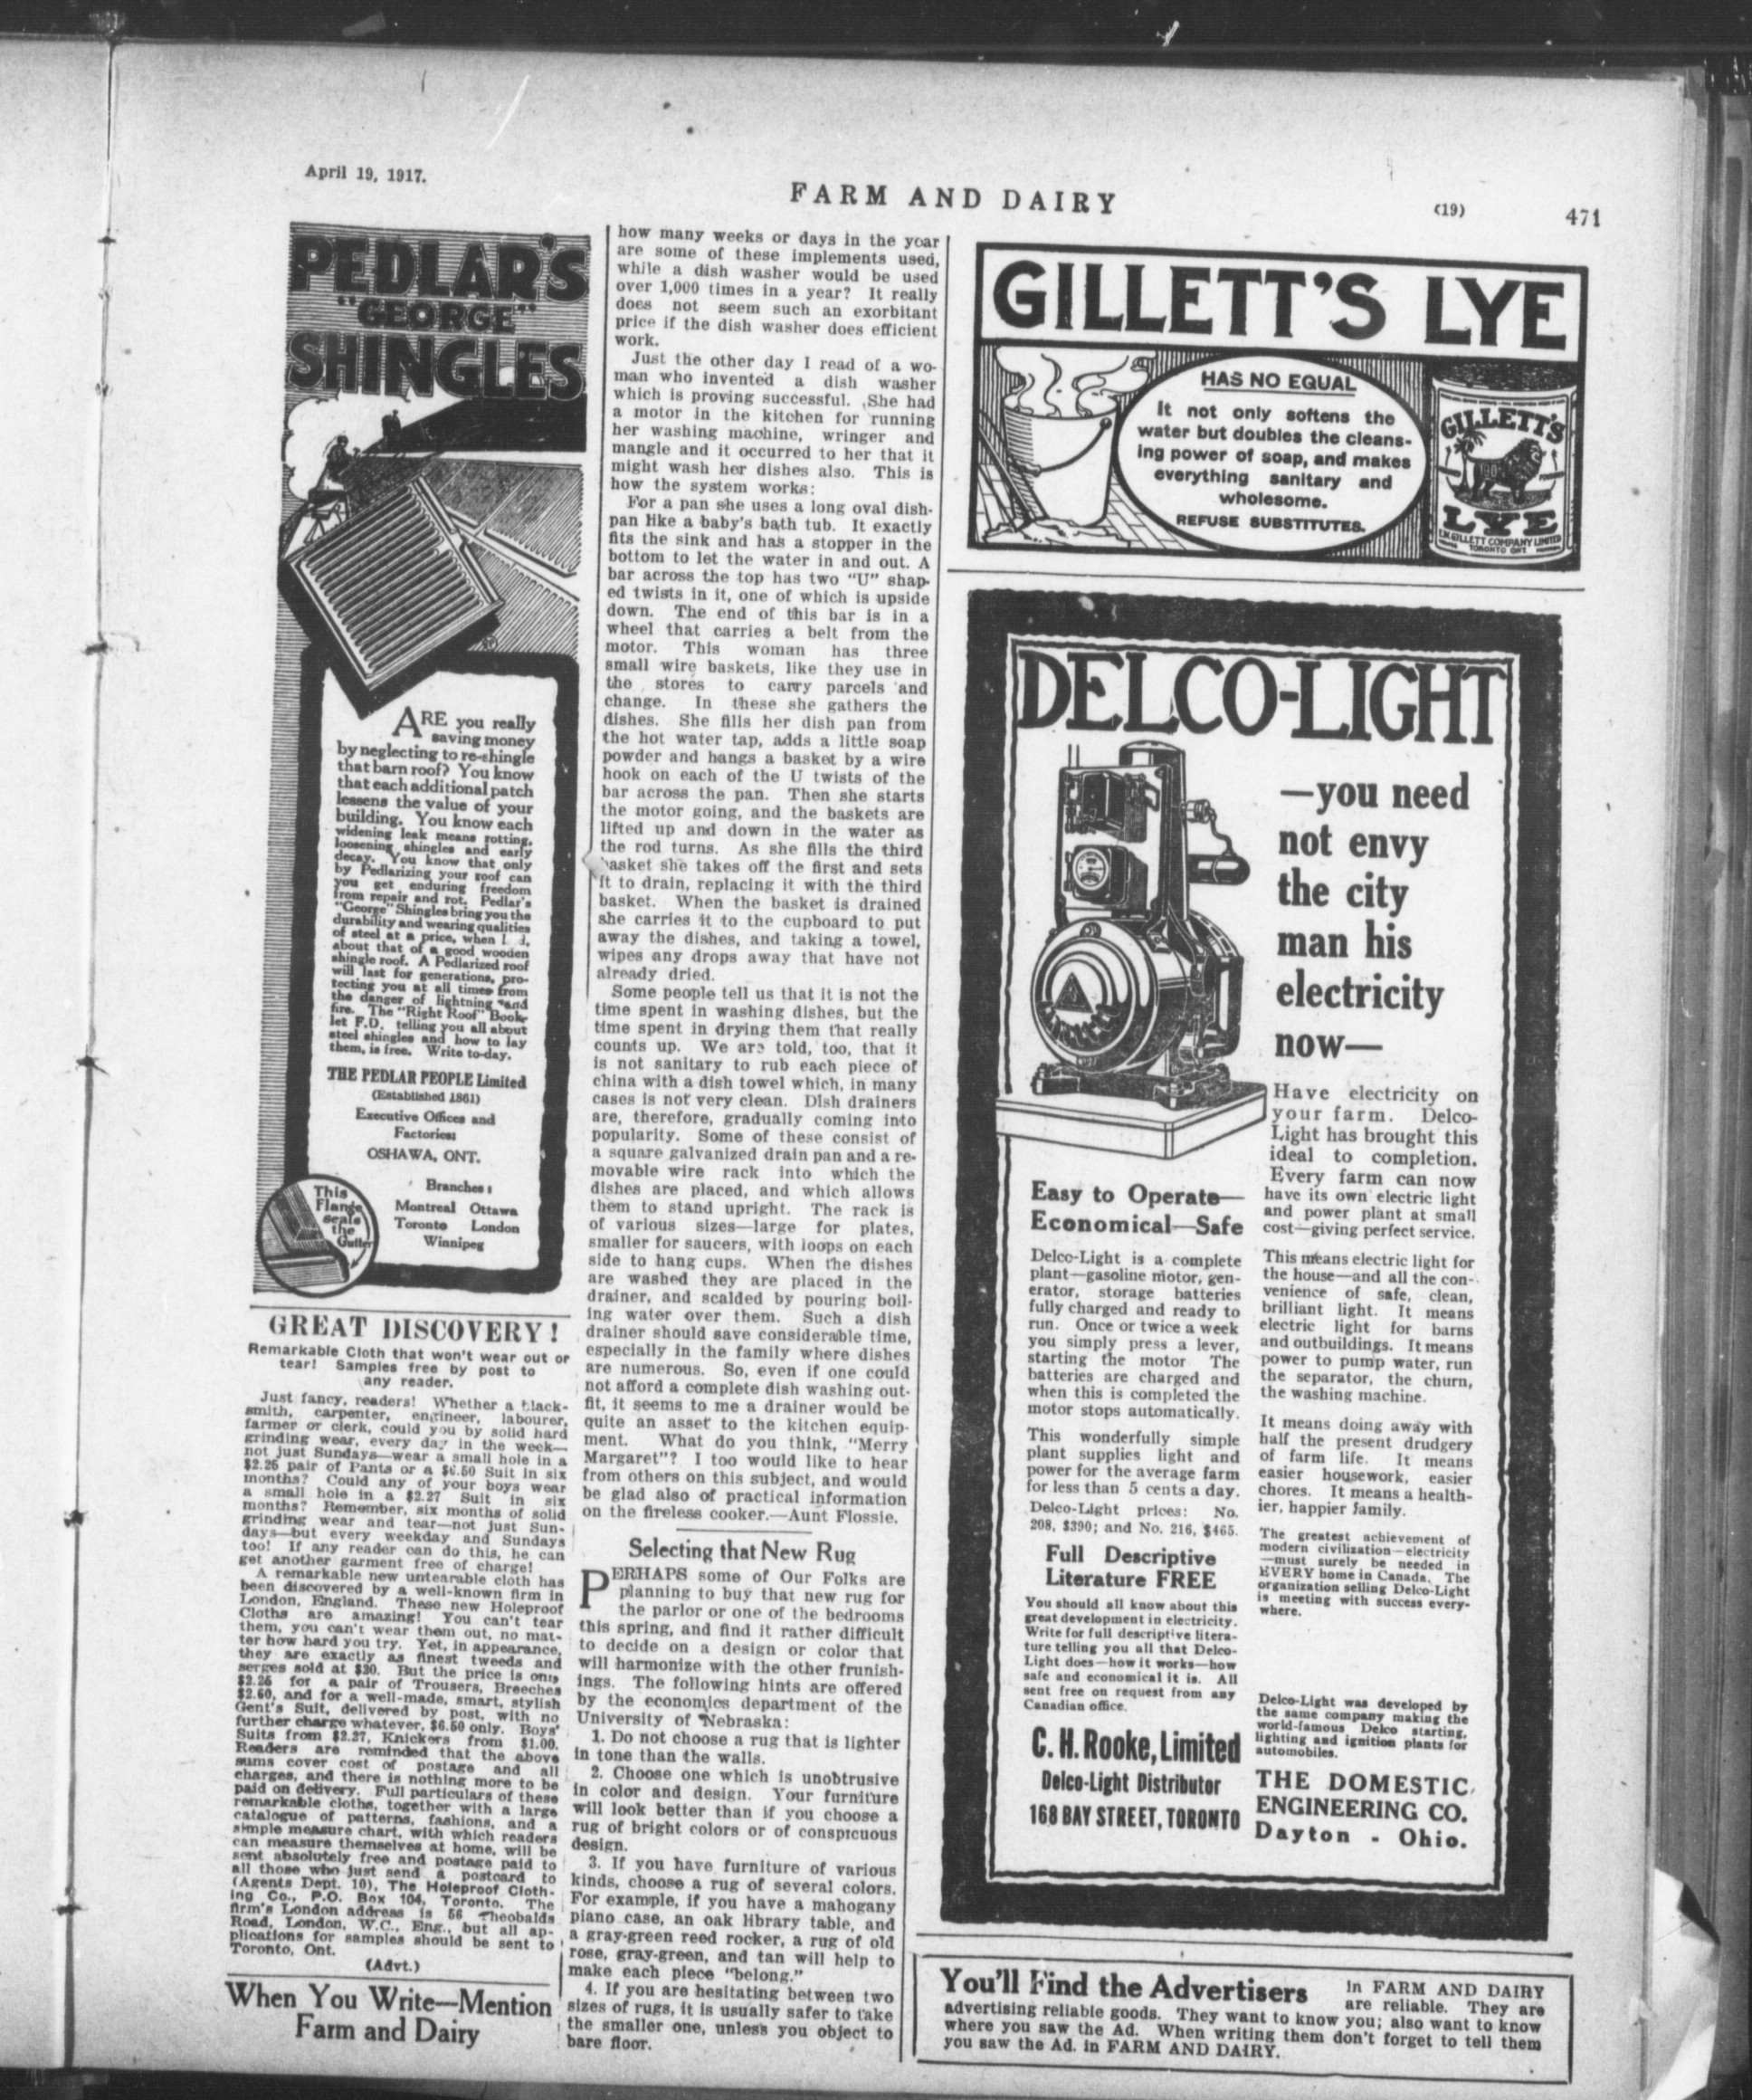 April 19, 1917.
FARM AND DAIRY
(19)
471
PEDLAR'S
"GEORGE"
SHINGLES
ARE you really
saving money
by neglecting to re-shingle
that barn roof? You know
that each additional patch
lessens the value of your
building. You know each
widening leak means rotting,
loosening shingles and early
decay. You know that only
by Pedlarizing your roof can
you get enduring freedom
from repair and rot. Pedlar's
"George" Shingles bring you the
durability and wearing qualities
of steel at a price, when
about that of a good wooden
shingle roof. A Pedlarized roof
will last for generations, pro-
tecting you at all times from
the danger of lightning and
fire. The "Right Roof" Book-
let F.D. telling you all about
steel shingles and how to lay
them, is free. Write to-day.
THE PEDLAR PEOPLE Limited
(Established 1861)
Executive Offices and
Factories:
OSHAWA, ONT.
Branches:
Montreal Ottawa
Toronto London
Winnipeg
This
Flange
seals
the
Gutter
GREAT DISCOVERY!
Remarkable Cloth that won't wear out or
tear! Samples free by post to
any reader.
Just fancy, readers! Whether a black-
smith, carpenter, engineer, labourer,
farmer or clerk, could you by solid hard
grinding wear, every day in the week—
not just Sundays—wear a small hole in a
$2.25 pair of Pants or a $6.50 Suit in six
months? Could any of your boys wear
a small hole in a $2.27 Suit in six
months? Remember, six months of solid
grinding wear and tear—not just Sun-
days—but every weekday and Sundays
too! If any reader can do this, he can
get another garment free of charge!
A remarkable new untearable cloth has
been discovered by a well-known firm in
London, England. These new Holeproof
Cloths are amazing! You can't tear
them, you can't wear them out, no mat-
ter how hard you try. Yet, in appearance,
they are exactly as finest tweeds and
serges sold at $20. But the price is only
$2.25 for a pair of Trousers, Breeches
$2.60, and for a well-made, smart, stylish
Gent's Suit, delivered by post, with no
further charge whatever, $6.50 only. Boys'
Suits from $2.27, Knickers from $1.00.
Readers are reminded that the above
sums cover cost of postage and all
charges, and there is nothing more to be
paid on delivery. Full particulars of these
remarkable cloths, together with a large
catalogue of patterns, fashions, and a
simple measure chart, with which readers
can measure themselves at home, will be
sent absolutely free and postage paid to
all those who just send a postcard to
(Agents Dept. 10), The Holeproof Cloth-
ing Co., P.O. Box 104, Toronto. The
firm's London address is 56 Theobalds
Road, London, W.C., Eng., but all ap-
plications for samples should be sent to
Toronto, Ont.
(Advt.)
When You Write—Mention
Farm and Dairy
how many weeks or days in the year
are some of these implements used,
while a dish washer would be used
over 1,000 times in a year? It really
does not seem such an exorbitant
price if the dish washer does efficient
work.
Just the other day I read of a wo-
man who invented a dish washer
which is proving successful. She had
a motor in the kitchen for running
her washing machine, wringer and
mangle and it occurred to her that it
might wash her dishes also. This is
how the system works:
For a pan she uses a long oval dish-
pan like a baby's bath tub. It exactly
fits the sink and has a stopper in the
bottom to let the water in and out. A
bar across the top has two "U" shap-
ed twists in it, one of which is upside
down. The end of this bar is in a
wheel that carries a belt from the
motor. This woman has three
small wire baskets, like they use in
the stores to carry parcels and
change. In these she gathers the
dishes. She fills her dish pan from
the hot water tap, adds a little soap
powder and hangs a basket by a wire
hook on each of the U twists of the
bar across the pan. Then she starts
the motor going, and the baskets are
lifted up and down in the water as
the rod turns. As she fills the third
basket she takes off the first and sets
it to drain, replacing it with the third
basket. When the basket is drained
she carries it to the cupboard to put
away the dishes, and taking a towel,
wipes any drops away that have not
already dried.
Some people tell us that it is not the
time spent in washing dishes, but the
time spent in drying them that really
counts up. We are told, too, that it
is not sanitary to rub each piece of
china with a dish towel which, in many
cases is not very clean. Dish drainers
are, therefore, gradually coming into
popularity. Some of these consist of
a square galvanized drain pan and a re-
movable wire rack into which the
dishes are placed, and which allows
them to stand upright. The rack is
of various sizes—large for plates,
smaller for saucers, with loops on each
side to hang cups. When the dishes
are washed they are placed in the
drainer, and scalded by pouring boil-
ing water over them. Such a dish
drainer should save considerable time,
especially in the family where dishes
are numerous. So, even if one could
not afford a complete dish washing out-
fit, it seems to me a drainer would be
quite an asset to the kitchen equip-
ment. What do you think, "Merry
Margaret"? I too would like to hear
from others on this subject, and would
be glad also of practical information
on the fireless cooker.—Aunt Flossie.
Selecting that New Rug
PERHAPS some of Our Folks are
planning to buy that new rug for
the parlor or one of the bedrooms
this spring, and find it rather difficult
to decide on a design or color that
will harmonize with the other frunish-
ings. The following hints are offered
by the economics department of the
University of Nebraska:
1. Do not choose a rug that is lighter
in tone than the walls.
2. Choose one which is unobtrusive
in color and design. Your furniture
will look better than if you choose a
rug of bright colors or of conspicuous
design.
3. If you have furniture of various
kinds, choose a rug of several colors.
For example, if you have a mahogany
piano case, an oak library table, and
a gray-green reed rocker, a rug of old
rose, gray-green, and tan will help to
make each piece "belong."
4. If you are hesitating between two
sizes of rugs, it is usually safer to take
the smaller one, unless you object to
bare floor.
GILLETT'S LYE
HAS NO EQUAL
It not only softens the
water but doubles the cleans-
ing power of soap, and makes
everything sanitary and
wholesome.
REFUSE SUBSTITUTES.
GILLETT'S
LYE
E.W. GILLETT COMPANY LIMITED
TORONTO ONT
DELCO-LIGHT
—you need
not envy
the city
man his
electricity
now—
Have electricity on
your farm. Delco-
Light has brought this
ideal to completion.
Every farm can now
have its own electric light
and power plant at small
cost—giving perfect service.
This means electric light for
the house—and all the con-
venience of safe, clean,
brilliant light. It means
electric light for barns
and outbuildings. It means
power to pump water, run
the separator, the churn,
the washing machine.
It means doing away with
half the present drudgery
of farm life. It means
easier housework, easier
chores. It means a health-
ier, happier family.
The greatest achievement of
modern civilization—electricity
—must surely be needed in
EVERY home in Canada. The
organization selling Delco-Light
is meeting with success every-
where.
Delco-Light was developed by
the same company making the
world-famous Delco starting,
lighting and ignition plants for
automobiles.
THE DOMESTIC
ENGINEERING CO.
Dayton - Ohio.
Easy to Operate—
Economical—Safe
Delco-Light is a complete
plant—gasoline motor, gen-
erator, storage batteries
fully charged and ready to
run. Once or twice a week
you simply press a lever,
starting the motor The
batteries are charged and
when this is completed the
motor stops automatically.
This wonderfully simple
plant supplies light and
power for the average farm
for less than 5 cents a day.
Delco-Light prices: No.
208, $390; and No. 216, $465.
Full Descriptive
Literature FREE
You should all know about this
great development in electricity.
Write for full descriptive litera-
ture telling you all that Delco-
Light does—how it works—how
safe and economical it is. All
sent free on request from any
Canadian office.
C. H. Rooke, Limited
Delco-Light Distributor
168 BAY STREET, TORONTO
You'll Find the Advertisers in FARM AND DAIRY
are reliable. They are
advertising reliable goods. They want to know you; also want to know
where you saw the Ad. When writing them don't forget to tell them
you saw the Ad. in FARM AND DAIRY.